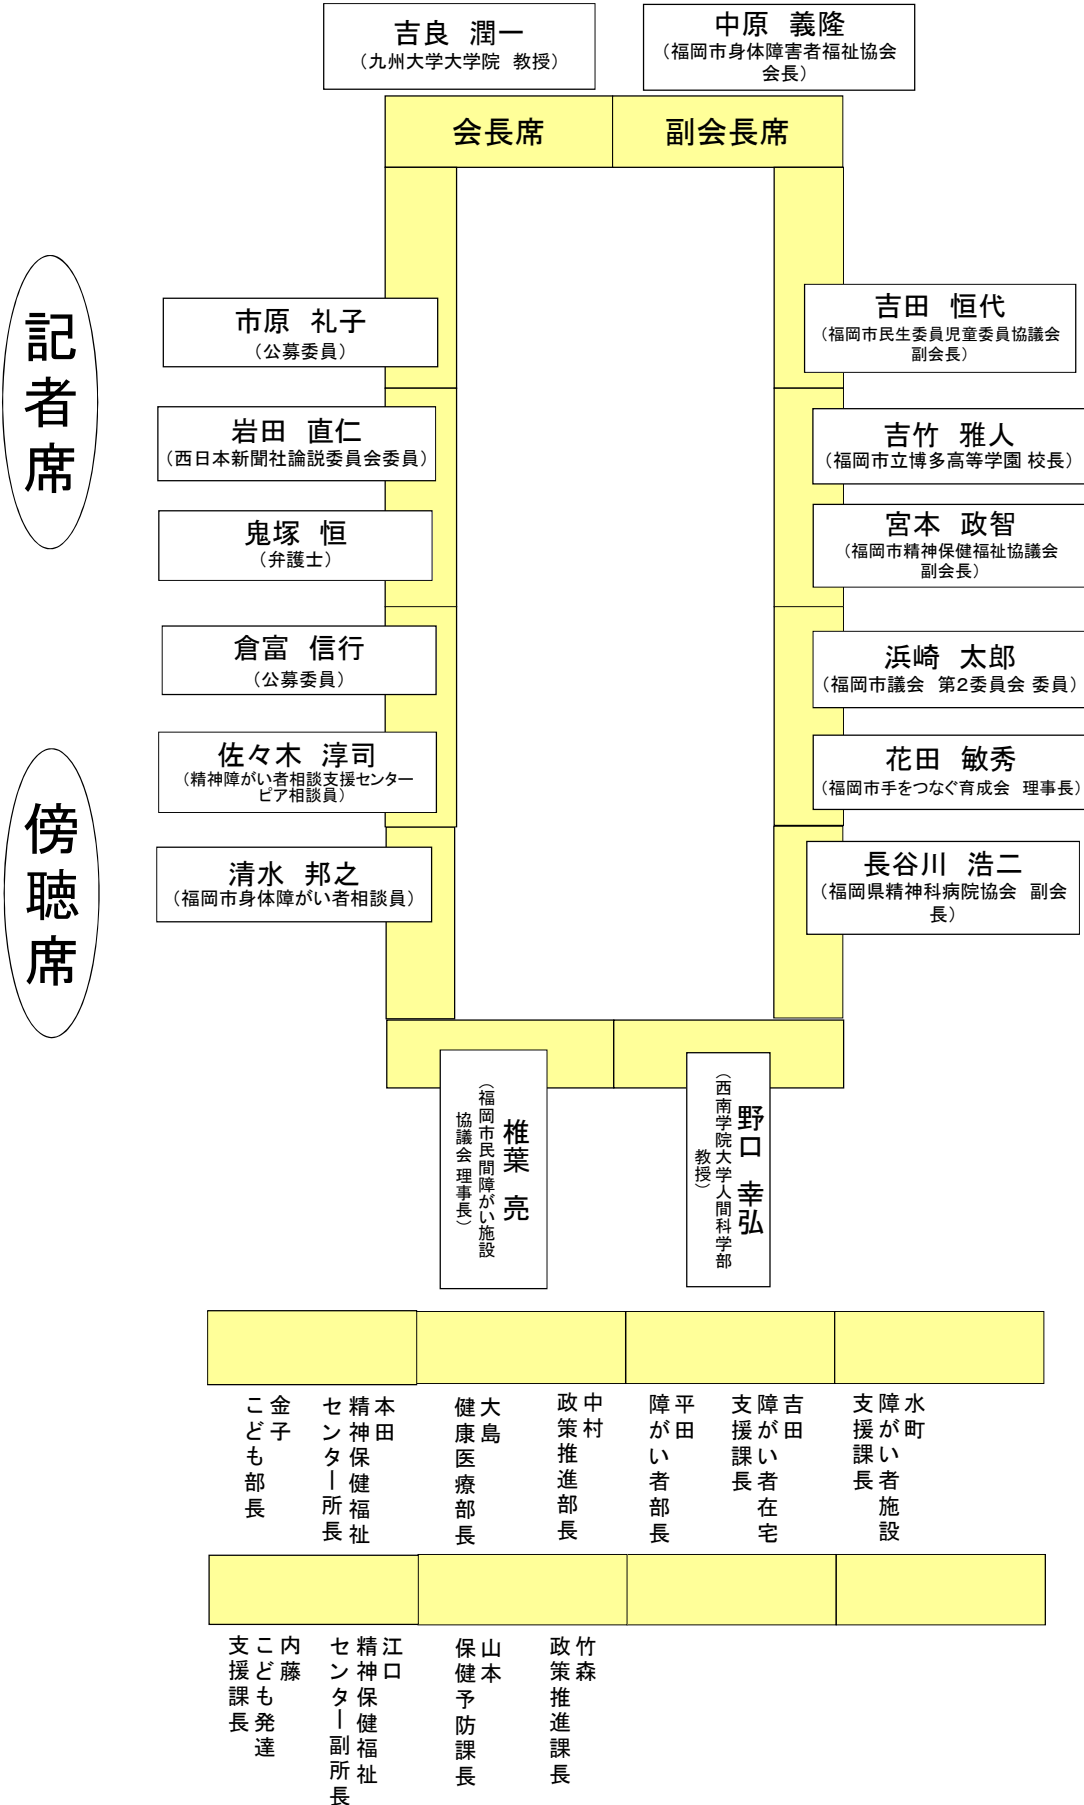 吉良 潤一
（九州大学大学院 教授）
中原 義隆
（福岡市身体障害者福祉協会
会長）
会長席
副会長席
記者席
傍聴席
市原 礼子
（公募委員）
岩田 直仁
（西日本新聞社論説委員会委員）
鬼塚 恒
（弁護士）
倉富 信行
（公募委員）
佐々木 淳司
（精神障がい者相談支援センター
ピア相談員）
清水 邦之
（福岡市身体障がい者相談員）
吉田 恒代
（福岡市民生委員児童委員協議会
副会長）
吉竹 雅人
（福岡市立博多高等学園 校長）
宮本 政智
（福岡市精神保健福祉協議会
副会長）
浜崎 太郎
（福岡市議会 第2委員会 委員）
花田 敏秀
（福岡市手をつなぐ育成会 理事長）
長谷川 浩二
（福岡県精神科病院協会 副会
長）
椎葉 亮
（福岡市民間障がい施設
協議会 理事長）
野口 幸弘
（西南学院大学人間科学部
教授）
金子
こども部長
本田
精神保健福祉
センター所長
大島
健康医療部長
中村
政策推進部長
平田
障がい者部長
吉田
障がい者在宅
支援課長
水町
障がい者施設
支援課長
内藤
こども発達
支援課長
江口
精神保健福祉
センター副所長
山本
保健予防課長
竹森
政策推進課長